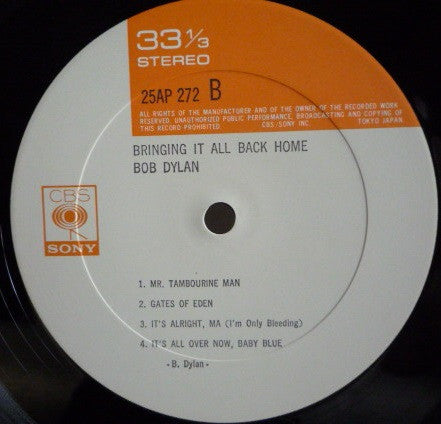 33 1/3
STEREO
25AP 272 B
ALL RIGHTS OF THE MANUFACTURER AND OF THE OWNER OF THE RECORDED WORK
RESERVED. UNAUTHORIZED PUBLIC PERFORMANCE, BROADCASTING AND COPYING OF
THIS RECORD PROHIBITED. CBS/SONY INC. TOKYO JAPAN
BRINGING IT ALL BACK HOME
BOB DYLAN
CBS
SONY
1. MR. TAMBOURINE MAN
2. GATES OF EDEN
3. IT'S ALRIGHT, MA (I'm Only Bleeding)
4. IT'S ALL OVER NOW, BABY BLUE
- B. Dylan -